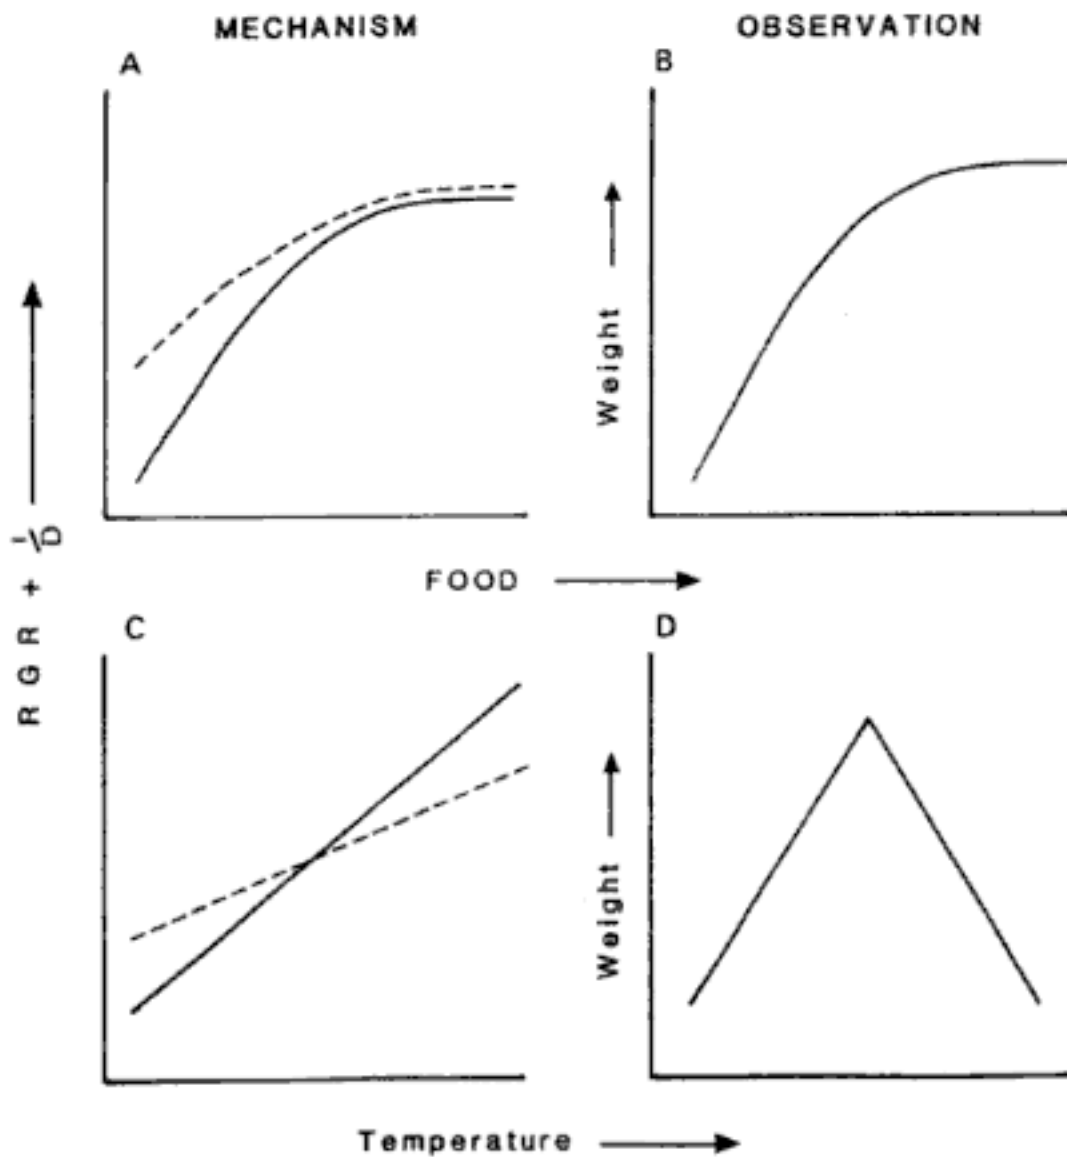 MECHANISM
OBSERVATION
A
B
Weight
RGR + 1/D
FOOD
C
D
Weight
Temperature